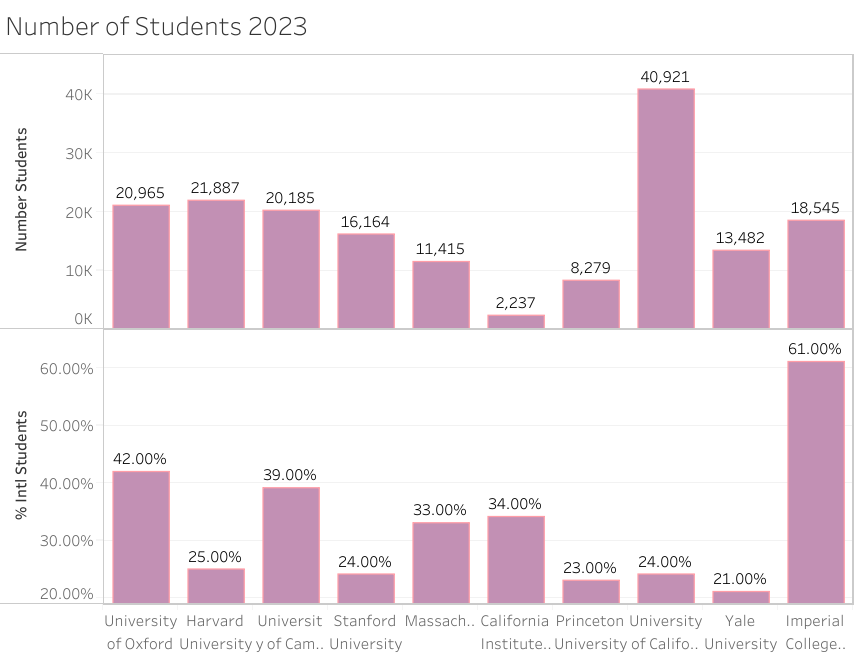 Number of Students 2023
Number Students
40K
30K
20K
10K
0K
20,965
21,887
20,185
16,164
11,415
2,237
8,279
40,921
13,482
18,545
% Intl Students
60.00%
50.00%
40.00%
30.00%
20.00%
42.00%
25.00%
39.00%
24.00%
33.00%
34.00%
23.00%
24.00%
21.00%
61.00%
University
of Oxford
Harvard
University
Universit
y of Cam..
Stanford
University
Massach..
California
Institute..
Princeton
University
University
of Califo..
Yale
University
Imperial
College..